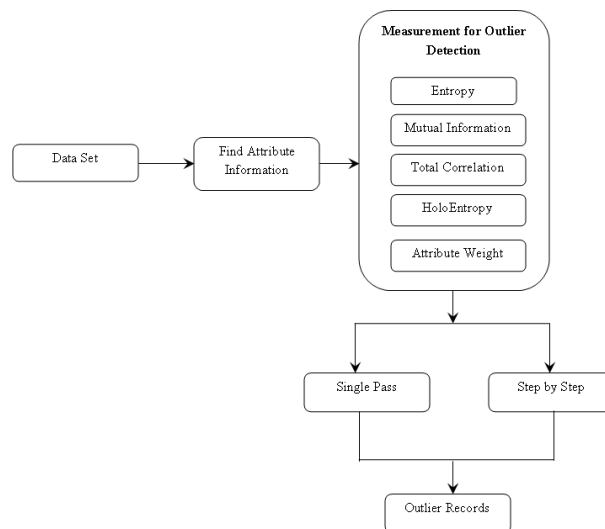 Measurement for Outlier
Detection
Entropy
Mutual Information
Total Correlation
HoloEntropy
Attribute Weight
Data Set
Find Attribute
Information
Single Pass
Step by Step
Outlier Records